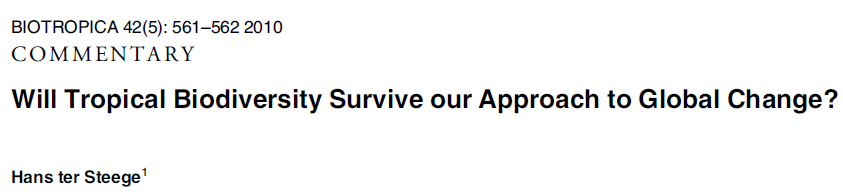 BIOTROPICA 42(5): 561–562 2010
COMMENTARY
Will Tropical Biodiversity Survive our Approach to Global Change?
Hans ter Steege¹